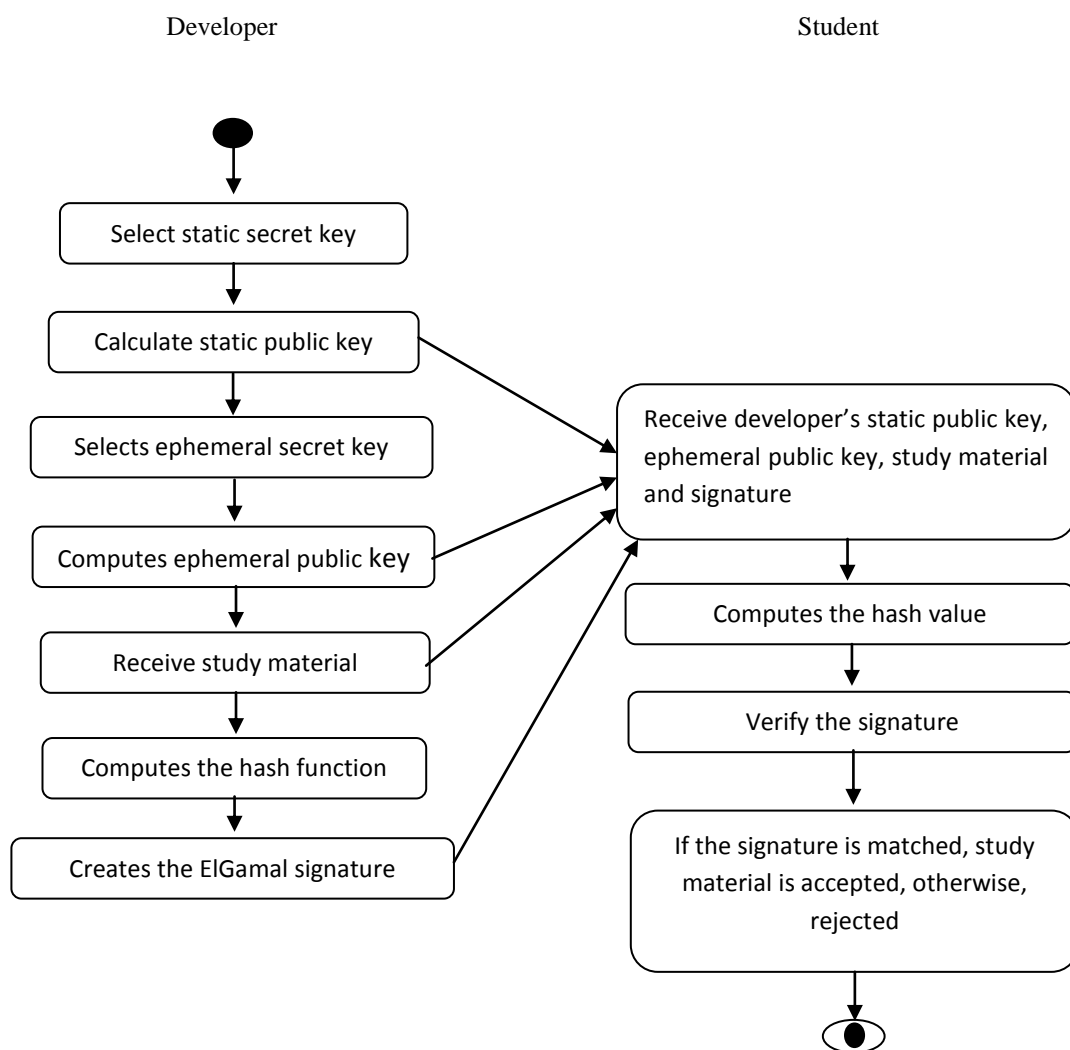 Developer
Student
Select static secret key
Calculate static public key
Selects ephemeral secret key
Computes ephemeral public key
Receive study material
Computes the hash function
Creates the ElGamal signature
Receive developer’s static public key,
ephemeral public key, study material
and signature
Computes the hash value
Verify the signature
If the signature is matched, study
material is accepted, otherwise,
rejected